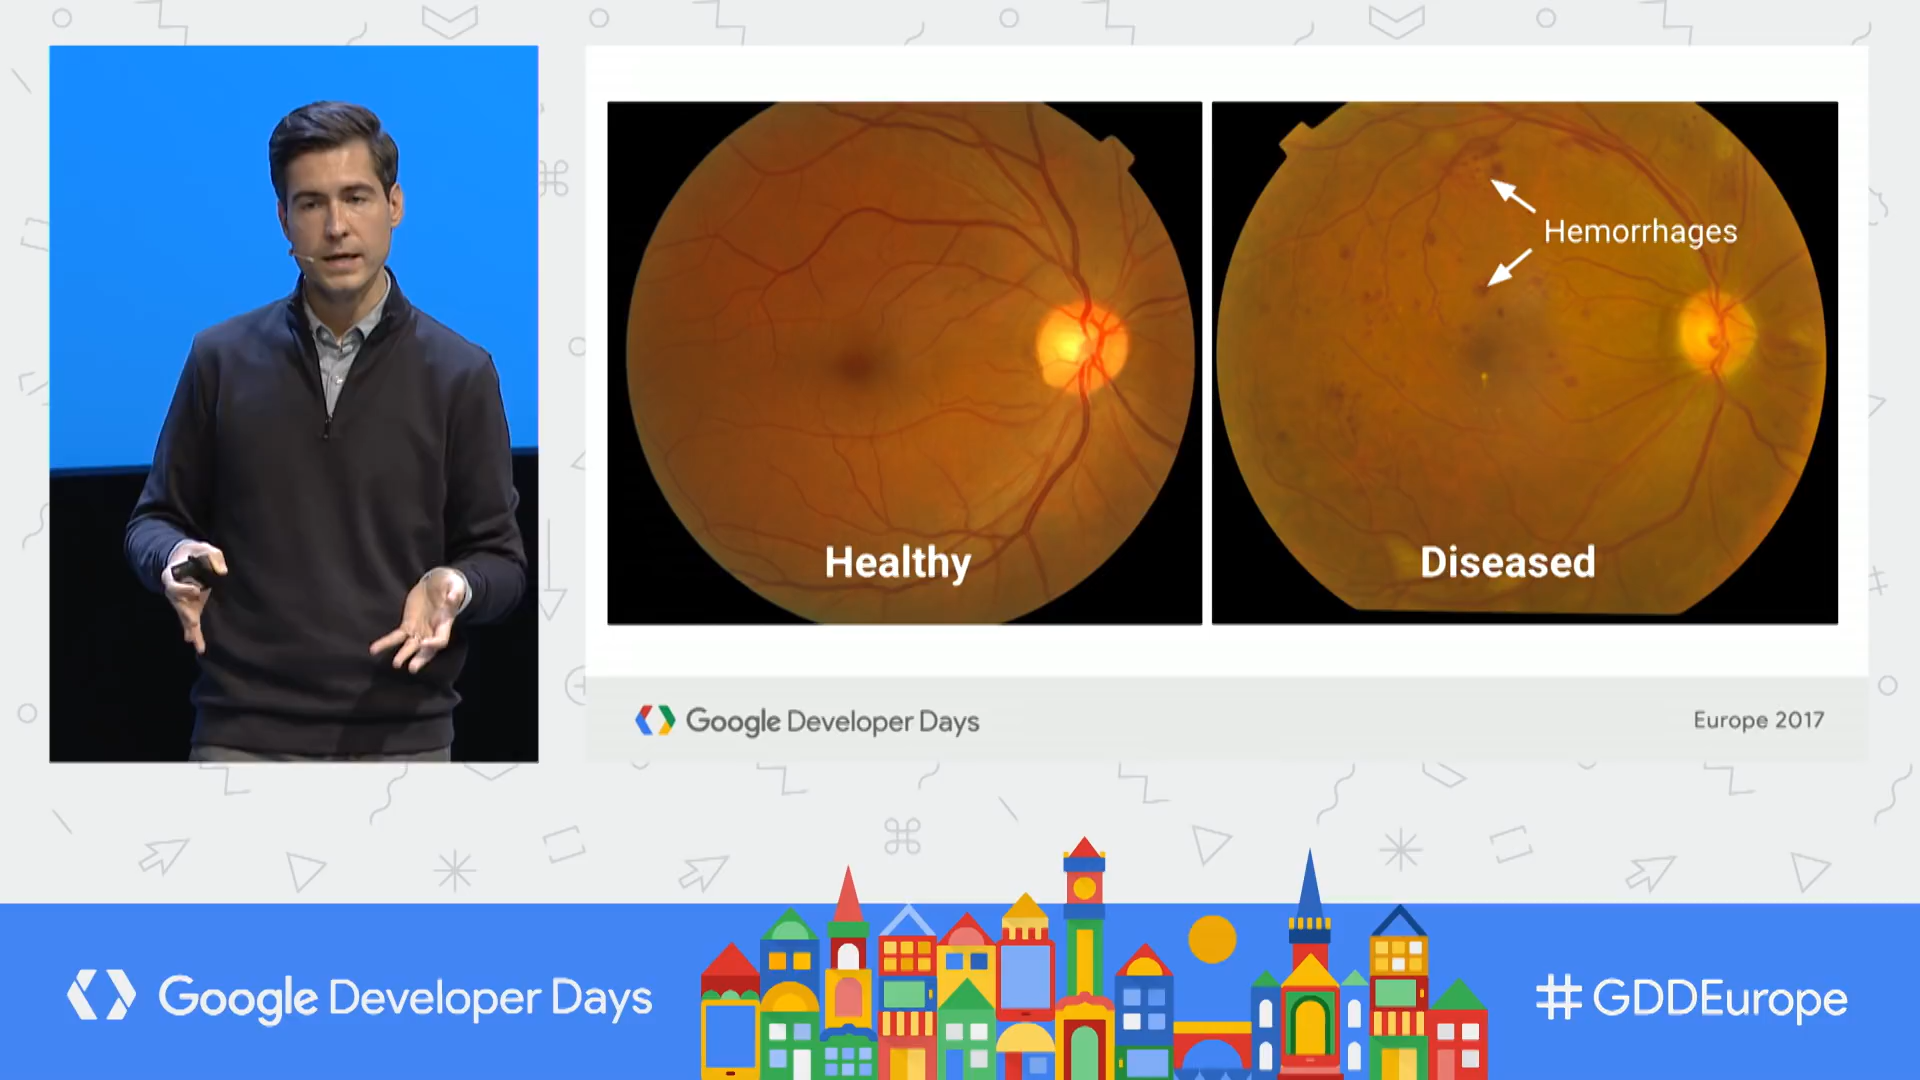 Hemorrhages
Healthy
Diseased
Google Developer Days
Europe 2017
Google Developer Days
#GDDEurope